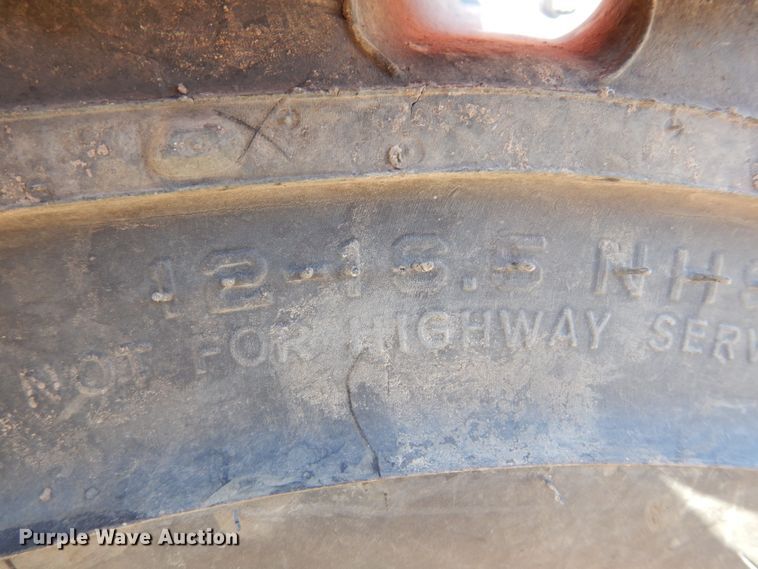 12-16.5 NHS
NOT FOR HIGHWAY SERV
Purple Wave Auction